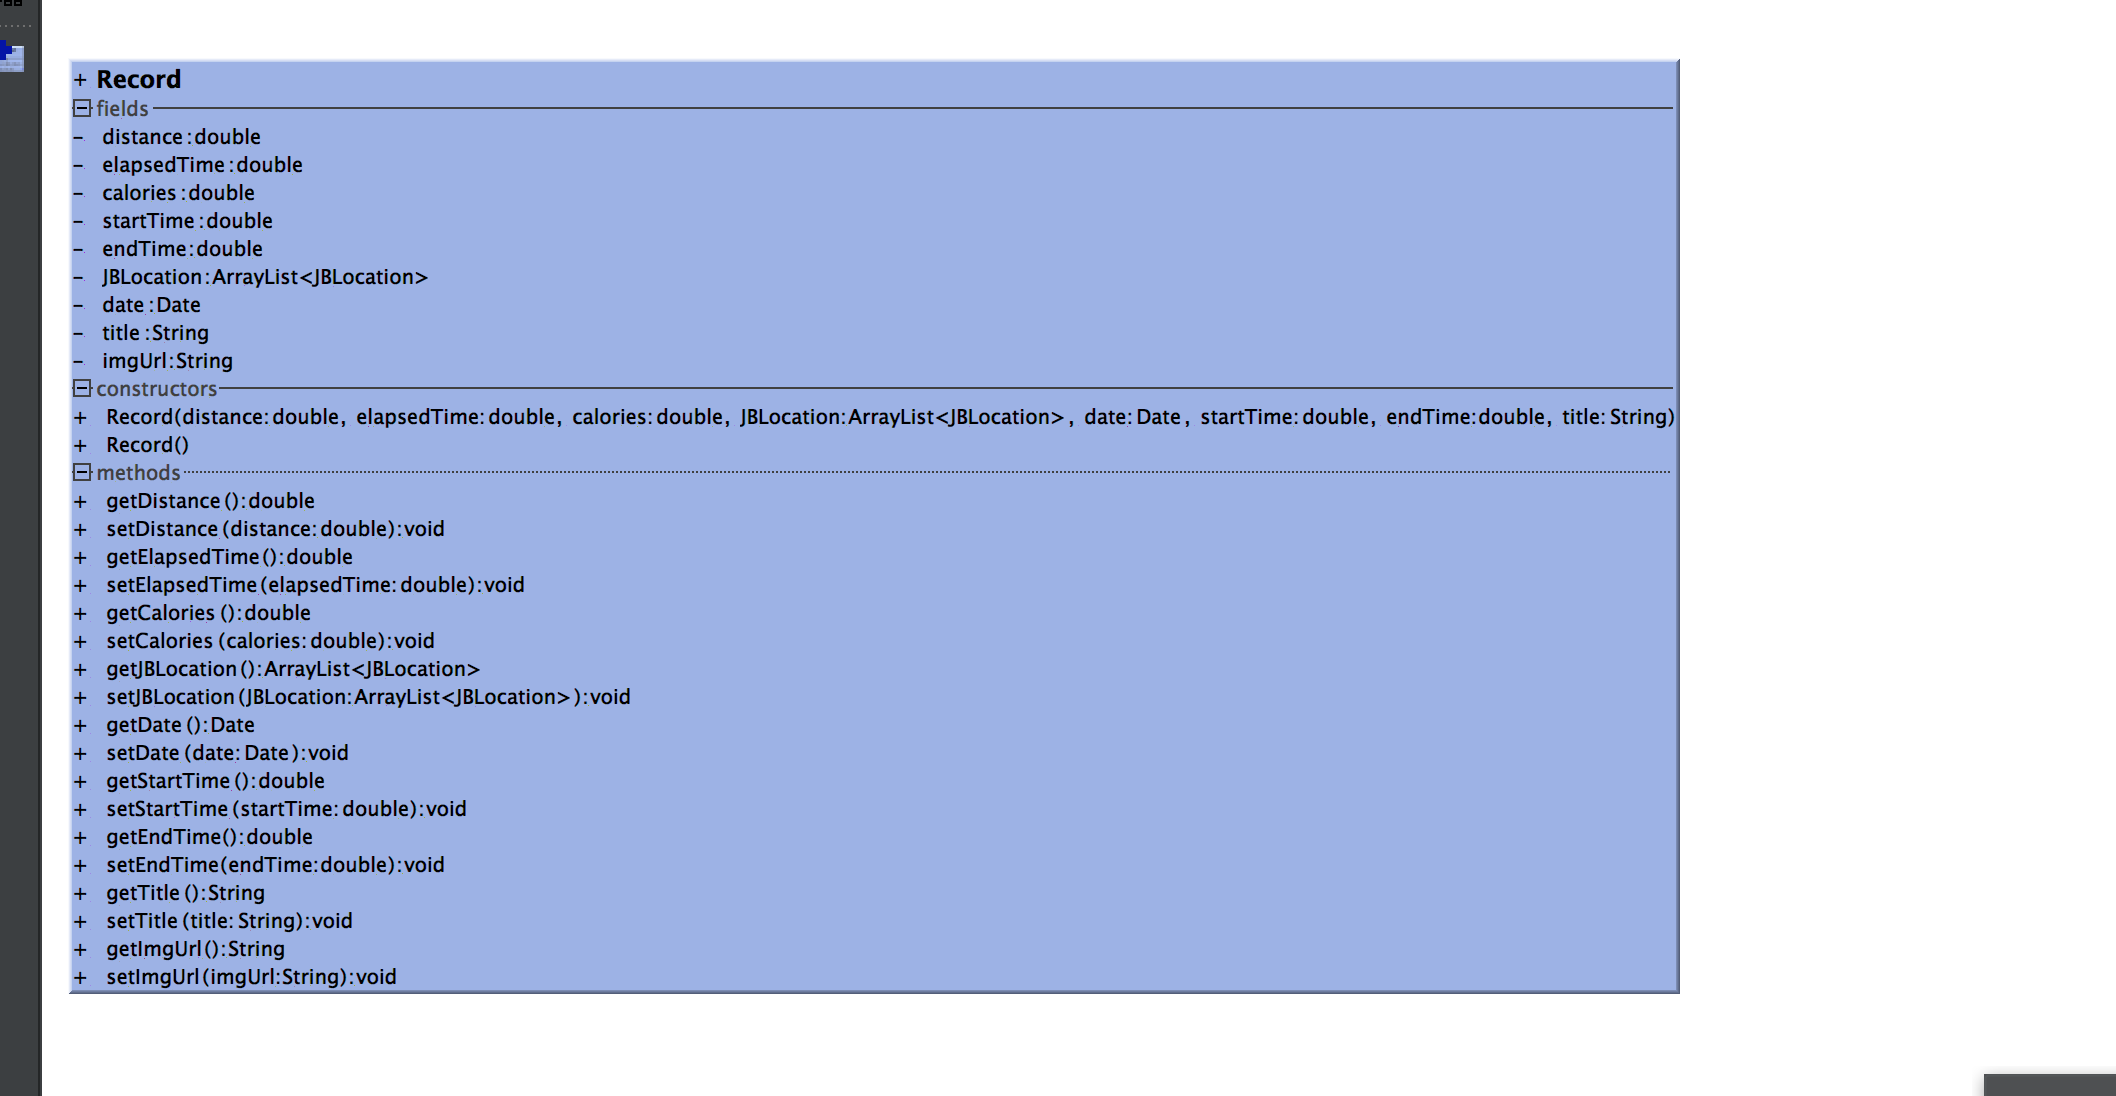 + Record
fields
- distance:double
- elapsedTime:double
- calories:double
- startTime:double
- endTime:double
- JBLocation:ArrayList<JBLocation>
- date:Date
- title:String
- imgUrl:String
constructors
+ Record(distance:double, elapsedTime:double, calories:double, JBLocation:ArrayList<JBLocation>, date:Date, startTime:double, endTime:double, title:String)
+ Record()
methods
+ getDistance():double
+ setDistance(distance:double):void
+ getElapsedTime():double
+ setElapsedTime(elapsedTime:double):void
+ getCalories():double
+ setCalories(calories:double):void
+ getJBLocation():ArrayList<JBLocation>
+ setJBLocation(JBLocation:ArrayList<JBLocation>):void
+ getDate():Date
+ setDate(date:Date):void
+ getStartTime():double
+ setStartTime(startTime:double):void
+ getEndTime():double
+ setEndTime(endTime:double):void
+ getTitle():String
+ setTitle(title:String):void
+ getImgUrl():String
+ setImgUrl(imgUrl:String):void